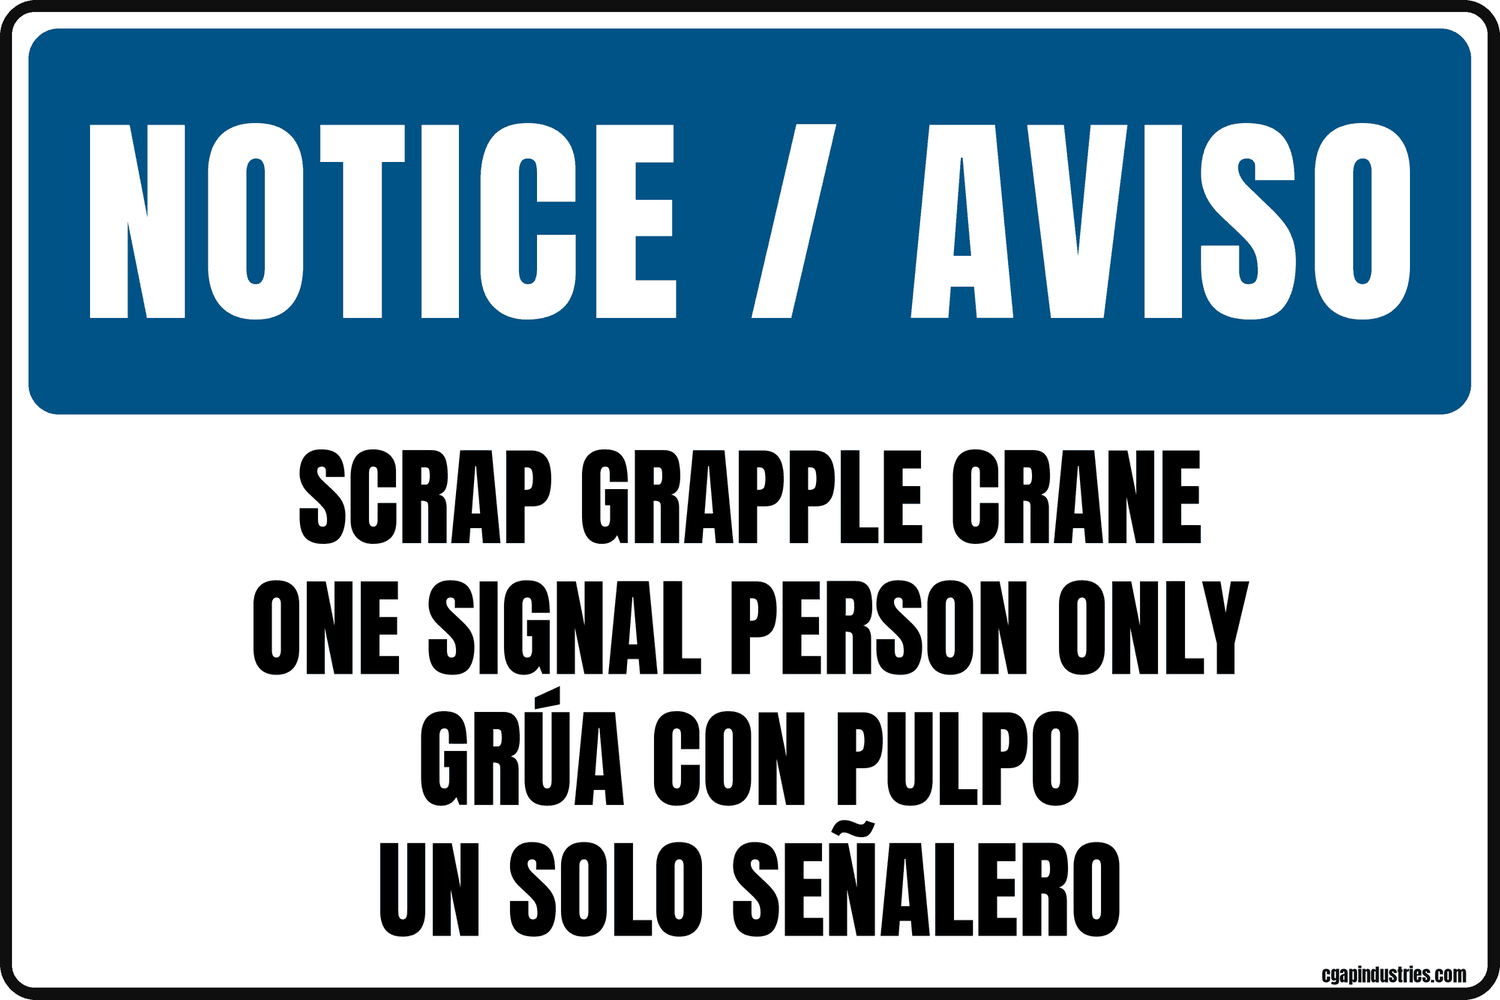 NOTICE / AVISO
SCRAP GRAPPLE CRANE
ONE SIGNAL PERSON ONLY
GRÚA CON PULPO
UN SOLO SEÑALERO
cgapindustries.com